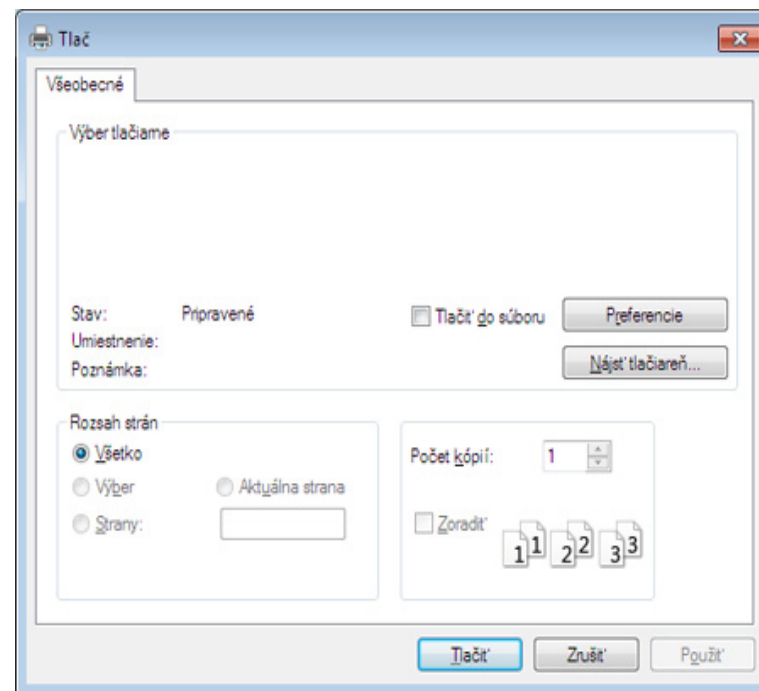 Tlač
Všeobecné
Výber tlačiarne
Stav: Pripravené
Tlačiť do súboru
Preferencie
Umiestnenie:
Poznámka:
Nájsť tlačiareň...
Rozsah strán
Všetko
Výber
Aktuálna strana
Strany:
Počet kópií: 1
Zoradiť
1 1 2 2 3 3
Tlačiť
Zrušiť
Použiť